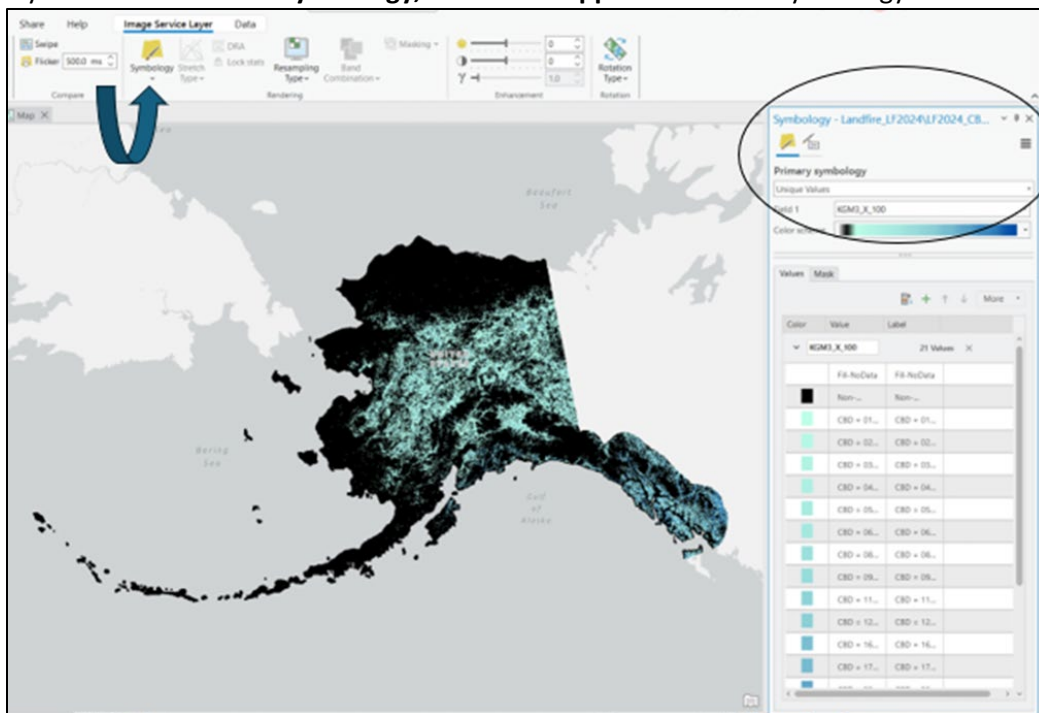 Symbology, pp
Share Help Image Service Layer Data
Swipe
Flicker 500.0 ms
Compare
Symbology
Stretch Type
DRA
Lock stats
Resampling Type
Band Combination
Masking
Rendering
0
0
1.0
Enhancement
Rotation Type
Rotation
Map
Sea
Beaufort Sea
Bering Sea
Gulf of Alaska
Symbology - Landfire_LF2024\LF2024_CB...
Primary symbology
Unique Values
Field 1 KGM3_X_100
Color scheme
Values Mask
More
Color Value Label
KGM3_X_100 21 Values
Fill-NoData Fill-NoData
Non-... Non-...
CBD = 01... CBD = 01...
CBD = 02... CBD = 02...
CBD = 03... CBD = 03...
CBD = 04... CBD = 04...
CBD = 05... CBD = 05...
CBD = 06... CBD = 06...
CBD = 08... CBD = 08...
CBD = 09... CBD = 09...
CBD = 11... CBD = 11...
CBD = 12... CBD = 12...
CBD = 16... CBD = 16...
CBD = 17... CBD = 17...